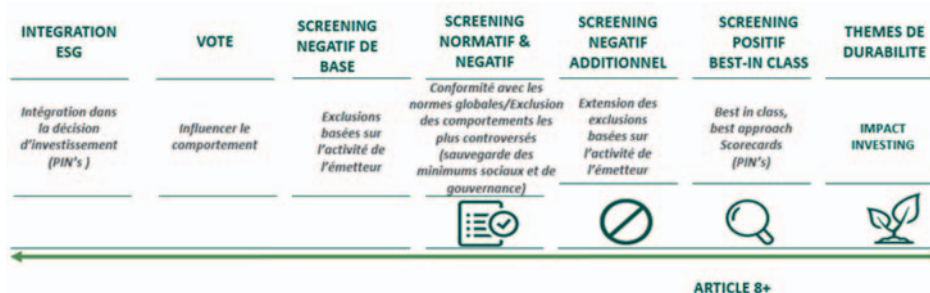 INTEGRATION
ESG
VOTE
SCREENING
NEGATIF DE
BASE
SCREENING
NORMATIF &
NEGATIF
SCREENING
NEGATIF
ADDITIONNEL
SCREENING
POSITIF
BEST-IN CLASS
THEMES DE
DURABILITE
Intégration dans
la décision
d'investissement
(PIN's )
Influencer le
comportement
Exclusions
basées sur
l'activité de
l'émetteur
Conformité avec les
normes globales/Exclusion
des comportements les
plus controversés
(sauvegarde des
minimums sociaux et de
gouvernance)
Extension des
exclusions
basées sur
l'activité de
l'émetteur
Best in class,
best approach
Scorecards
(PIN's)
IMPACT
INVESTING
ARTICLE 8+